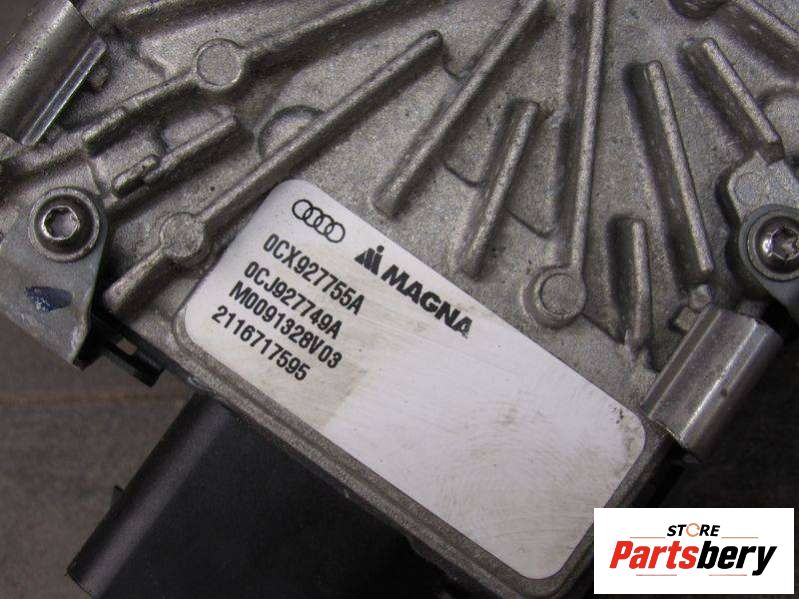 MAGNA
0CX927755A
0CJ927749A
M0091328V03
2116717595
STORE
Partsbery